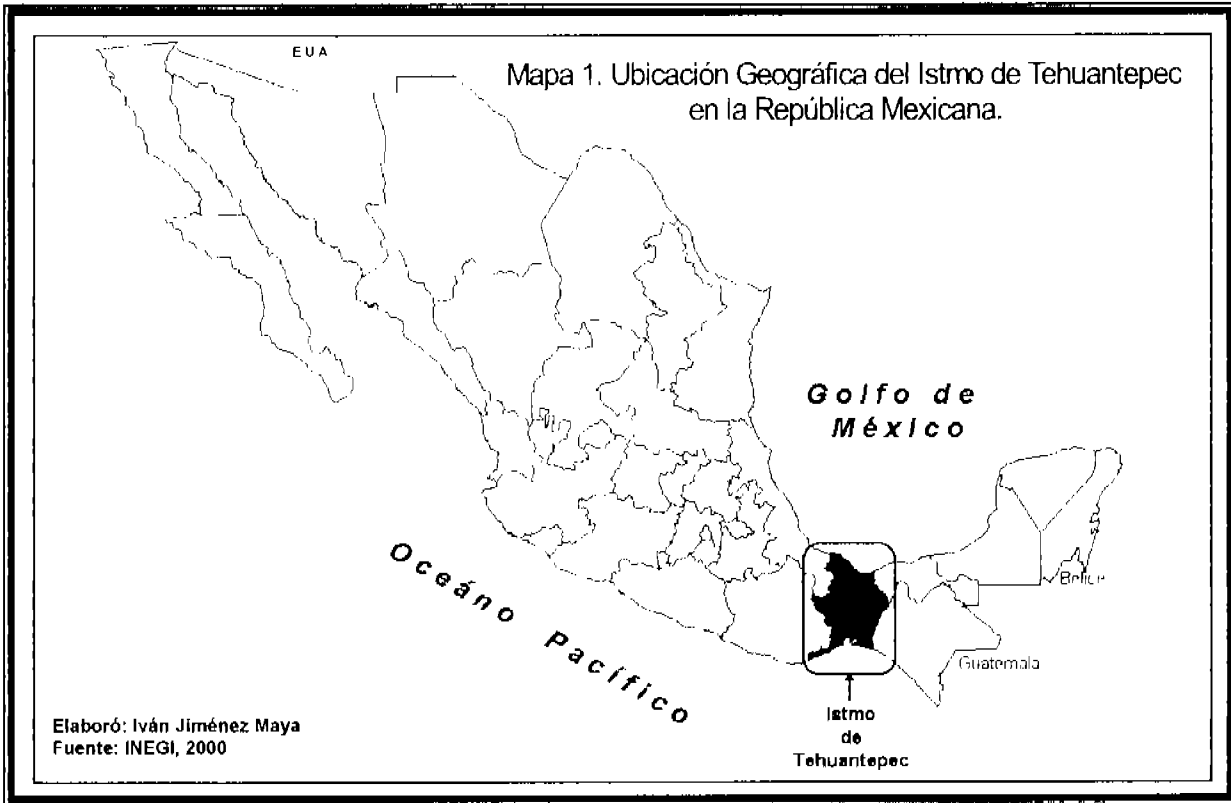 EUA
Mapa 1. Ubicación Geográfica del Istmo de Tehuantepec
en la República Mexicana.
Golfo de
México
Oceáno Pacífico
Belice
Guatemala
Istmo
de
Tehuantepec
Elaboró: Iván Jiménez Maya
Fuente: INEGI, 2000